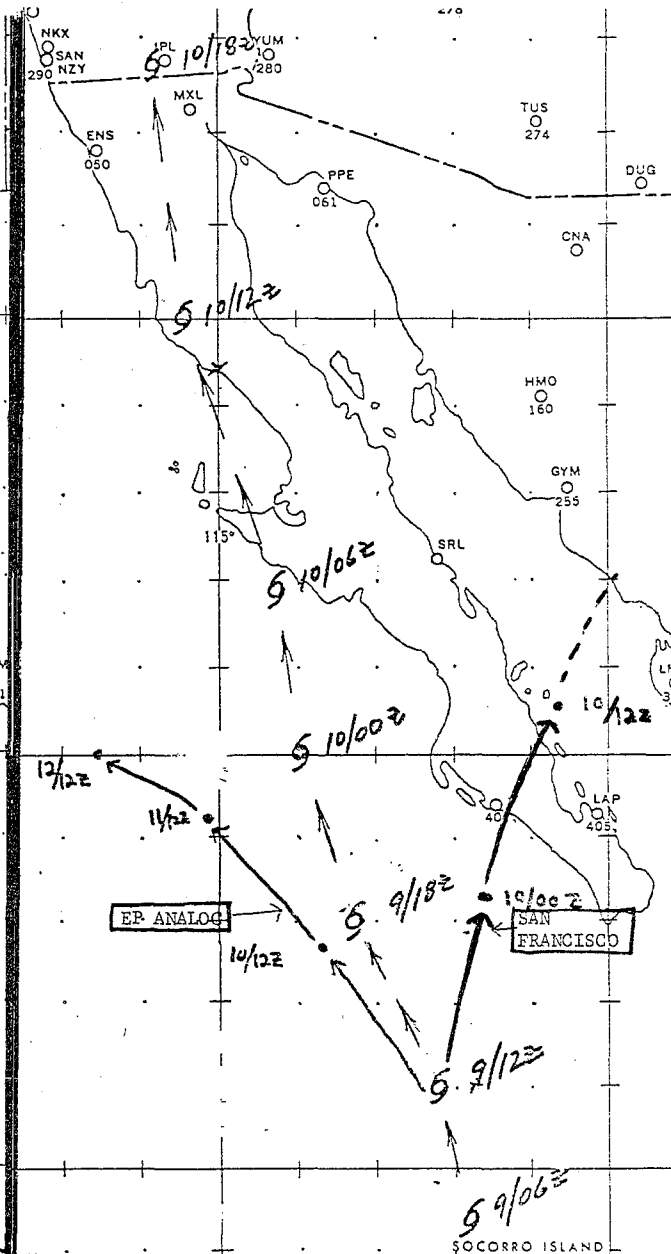 NKX
SAN
290 NZY
IPL
10/18Z
YUM
280
MXL
TUS
274
ENS
050
PPE
061
DUG
CNA
10/12Z
HMO
160
GYM
255
115°
SRL
10/06Z
10/12Z
10/00Z
12/12Z
11/12Z
40
LAP
405
9/18Z
10/00Z
EP ANALOG
SAN
FRANCISCO
10/12Z
9/12Z
9/06Z
SOCORRO ISLAND